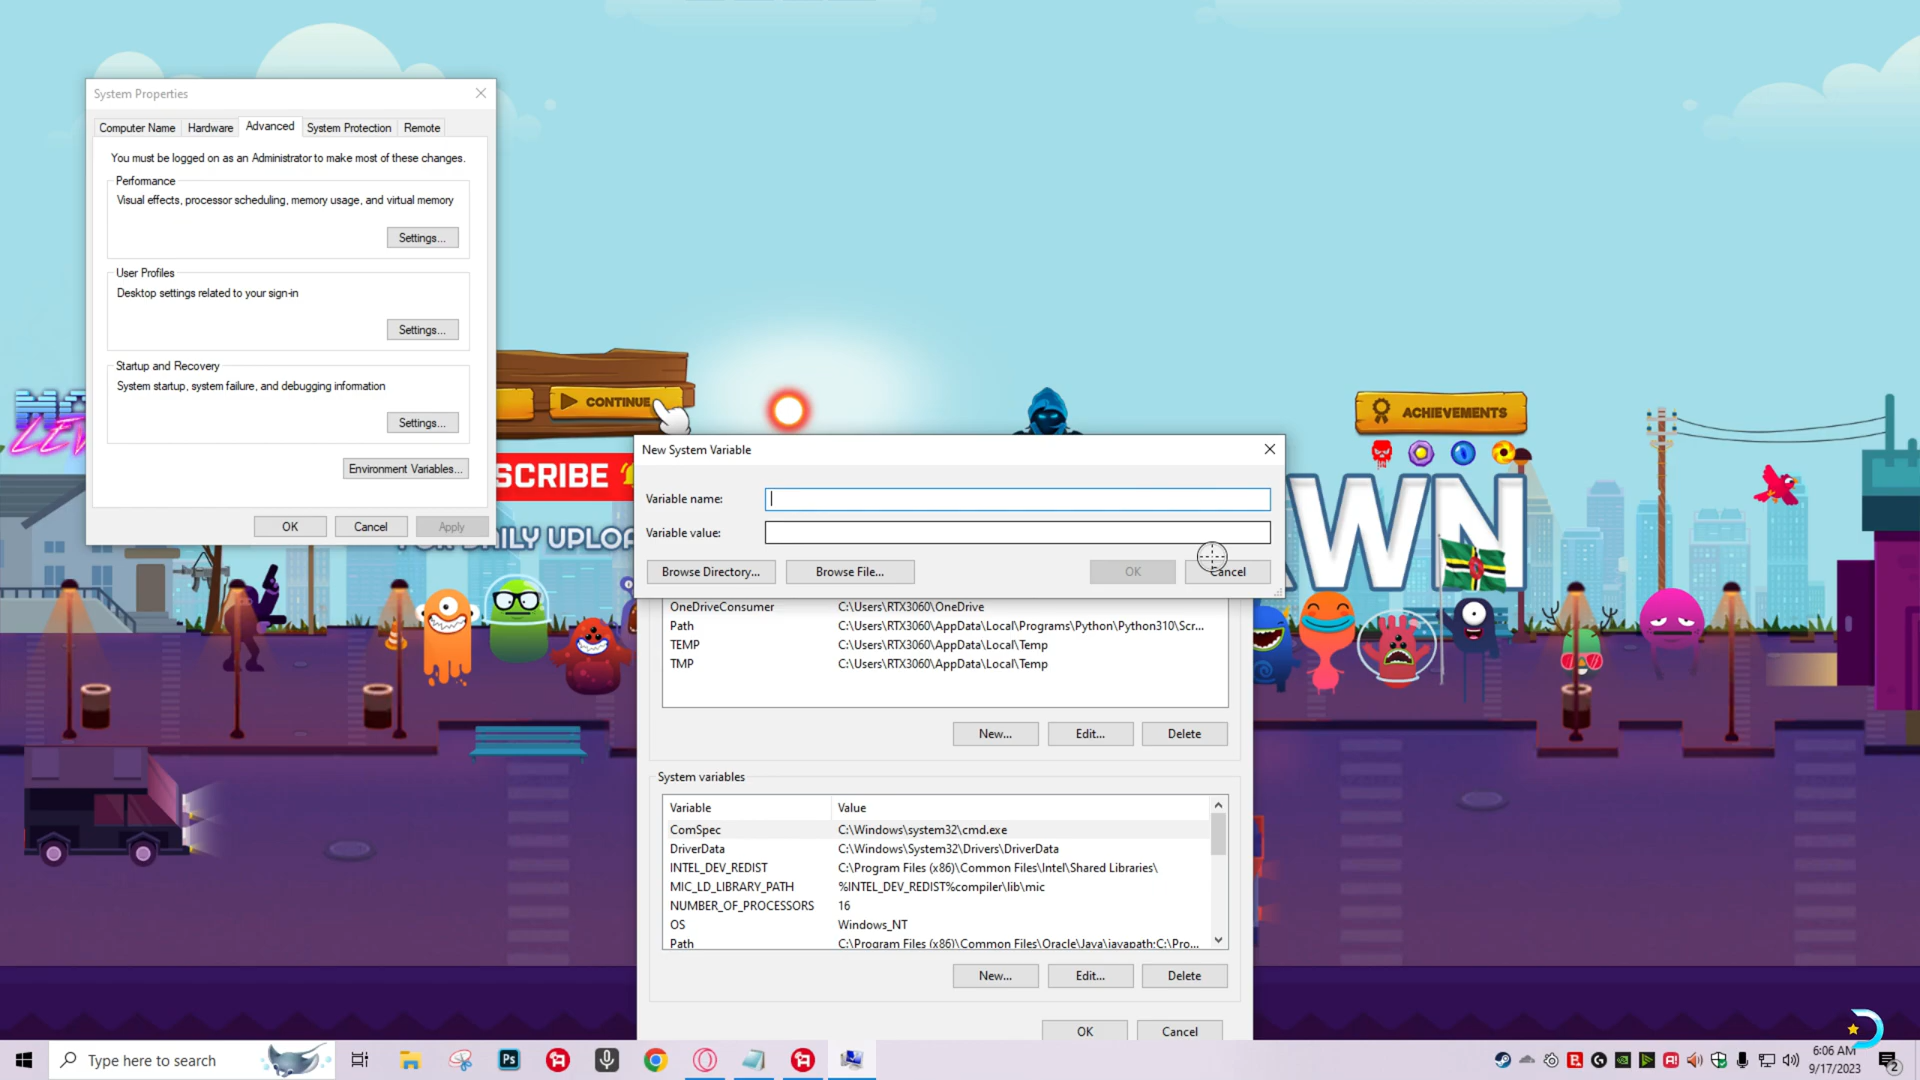 System Properties
Computer Name Hardware Advanced System Protection Remote
You must be logged on as an Administrator to make most of these changes.
Performance
Visual effects, processor scheduling, memory usage, and virtual memory
Settings...
User Profiles
Desktop settings related to your sign-in
Settings...
Startup and Recovery
System startup, system failure, and debugging information
Settings...
Environment Variables...
OK Cancel Apply
CONTINUE
ACHIEVEMENTS
SCRIBE
WN
New System Variable
Variable name:
Variable value:
Browse Directory... Browse File... OK Cancel
OneDriveConsumer C:\Users\RTX3060\OneDrive
Path C:\Users\RTX3060\AppData\Local\Programs\Python\Python310\Scr...
TEMP C:\Users\RTX3060\AppData\Local\Temp
TMP C:\Users\RTX3060\AppData\Local\Temp
New... Edit... Delete
System variables
Variable Value
ComSpec C:\Windows\system32\cmd.exe
DriverData C:\Windows\System32\Drivers\DriverData
INTEL_DEV_REDIST C:\Program Files (x86)\Common Files\Intel\Shared Libraries\
MIC_LD_LIBRARY_PATH %INTEL_DEV_REDIST%compiler\lib\mic
NUMBER_OF_PROCESSORS 16
OS Windows_NT
Path C:\Program Files (x86)\Common Files\Oracle\Java\javapath;C:\Pro...
New... Edit... Delete
OK Cancel
Type here to search
Ps
6:06 AM
9/17/2023
2